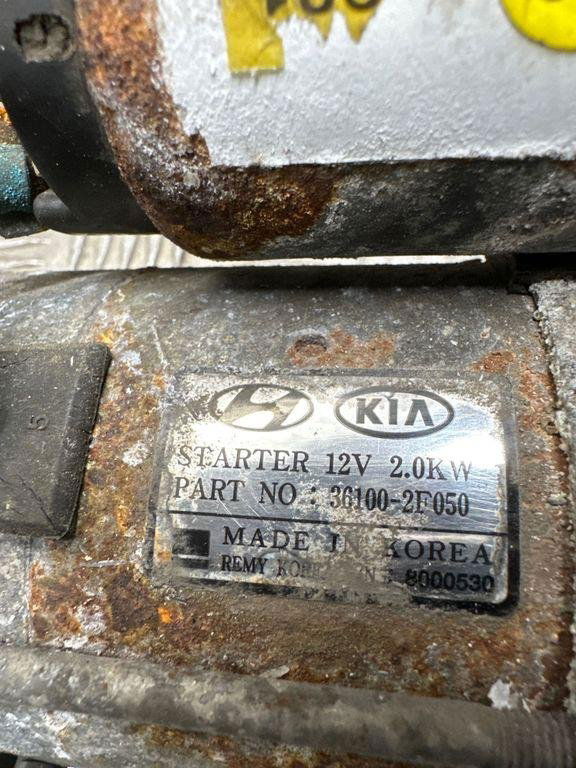 KIA
STARTER 12V 2.0KW
PART NO : 36100-2F050
MADE IN KOREA
REMY 8000530